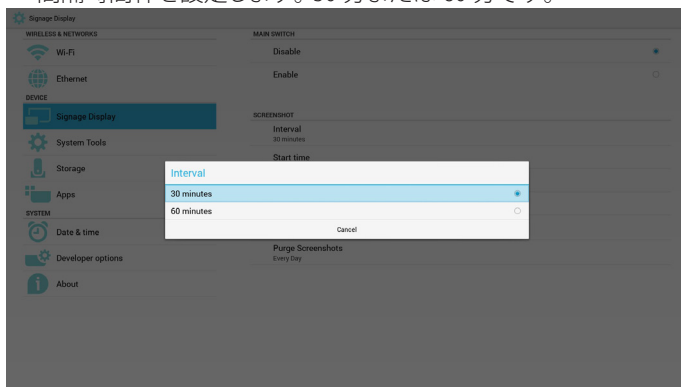 Signage Display
WIRELESS & NETWORKS
Wi-Fi
Ethernet
DEVICE
Signage Display
System Tools
Storage
Apps
SYSTEM
Date & time
Developer options
About
MAIN SWITCH
Disable
Enable
SCREENSHOT
Interval
30 minutes
Start time
Interval
30 minutes
60 minutes
Cancel
Purge Screenshots
Every Day